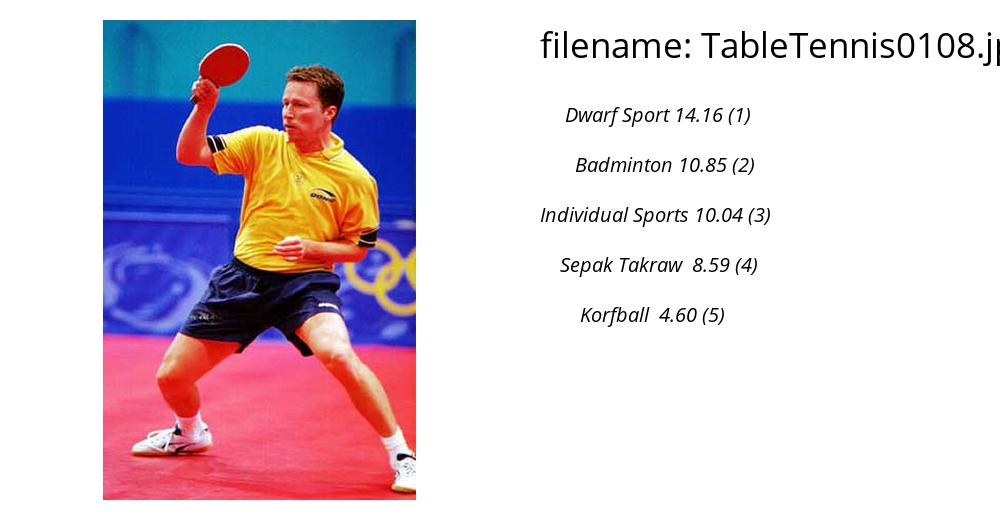 filename: TableTennis0108.jp
Dwarf Sport 14.16 (1)
Badminton 10.85 (2)
Individual Sports 10.04 (3)
Sepak Takraw 8.59 (4)
Korfball 4.60 (5)